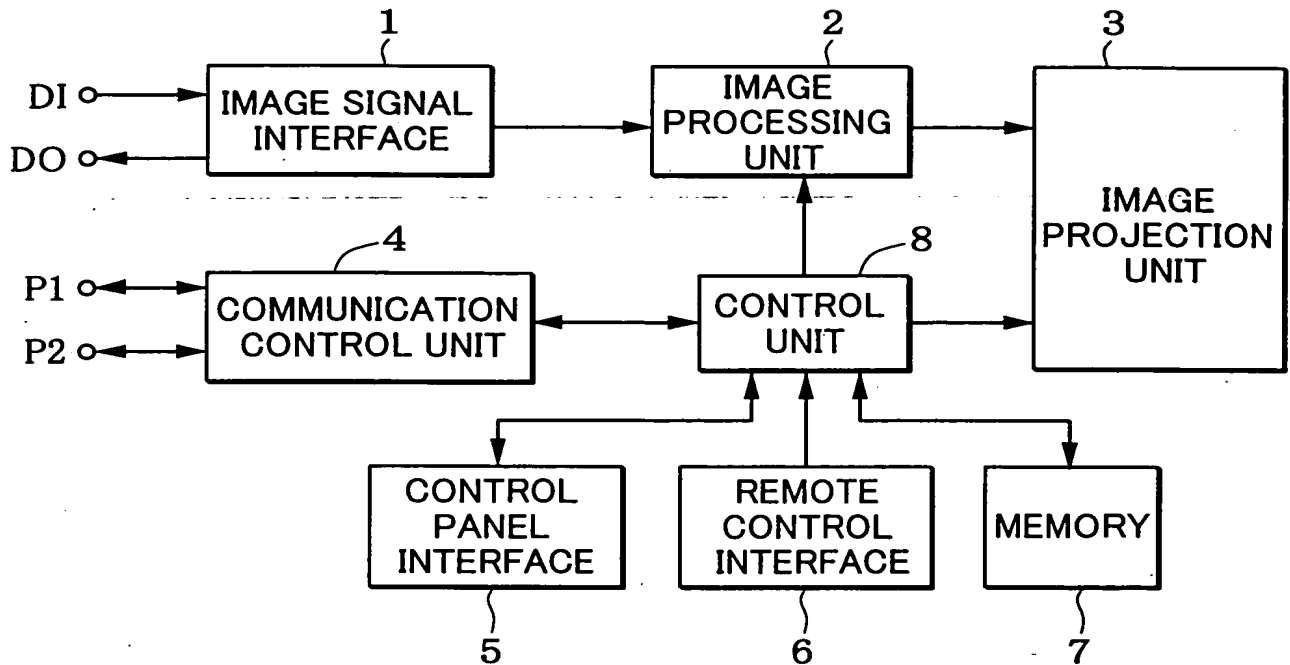 1
2
3
DI
DO
IMAGE SIGNAL
INTERFACE
IMAGE
PROCESSING
UNIT
IMAGE
PROJECTION
UNIT
4
8
P1
P2
COMMUNICATION
CONTROL UNIT
CONTROL
UNIT
CONTROL
PANEL
INTERFACE
REMOTE
CONTROL
INTERFACE
MEMORY
5
6
7